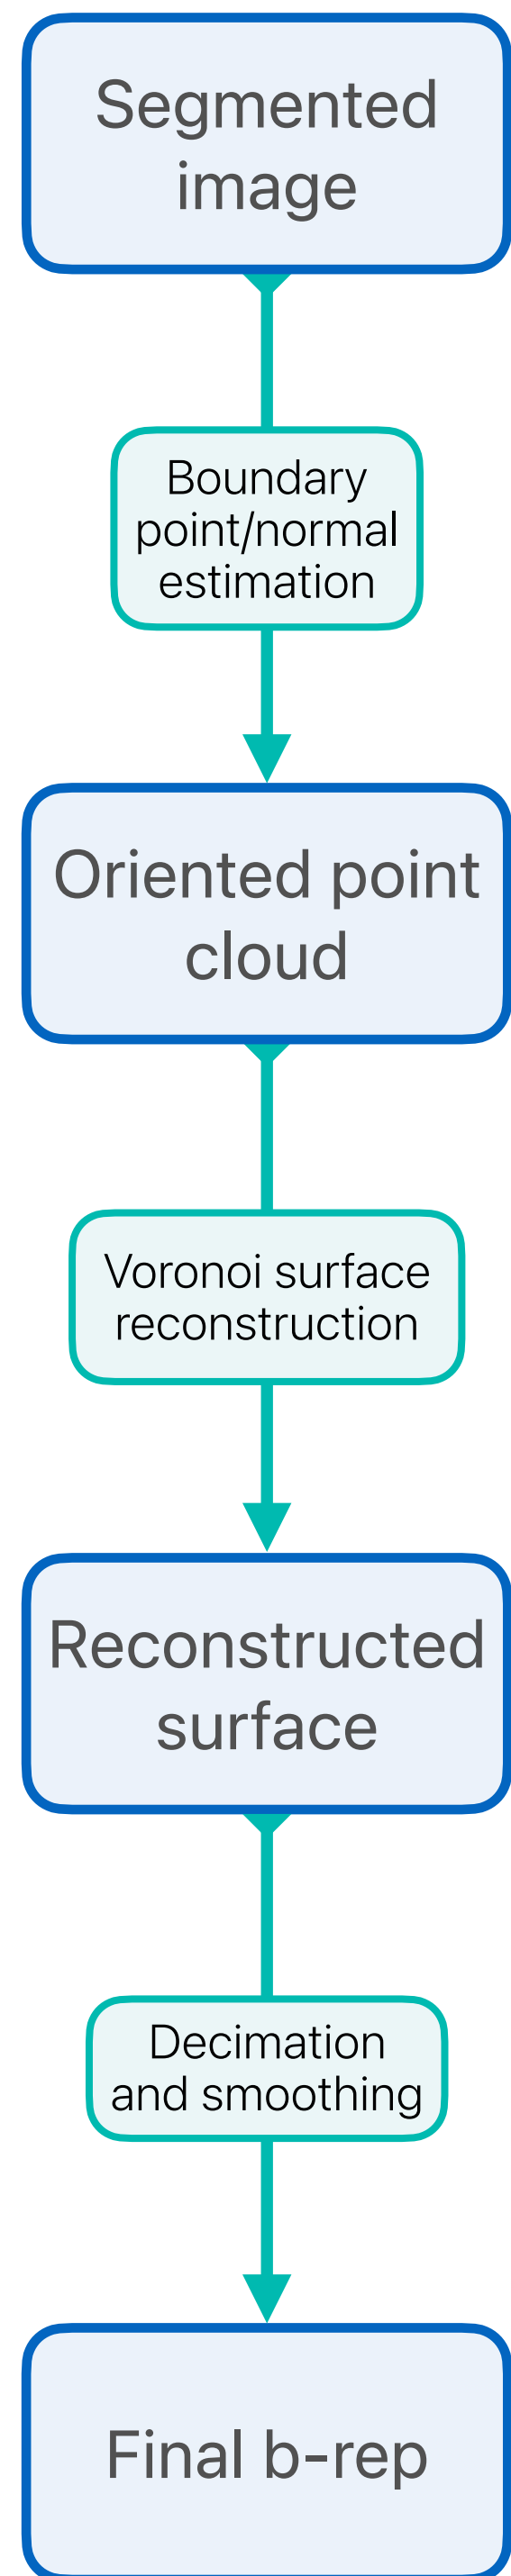 Segmented
image
Boundary
point/normal
estimation
Oriented point
cloud
Voronoi surface
reconstruction
Reconstructed
surface
Decimation
and smoothing
Final b-rep